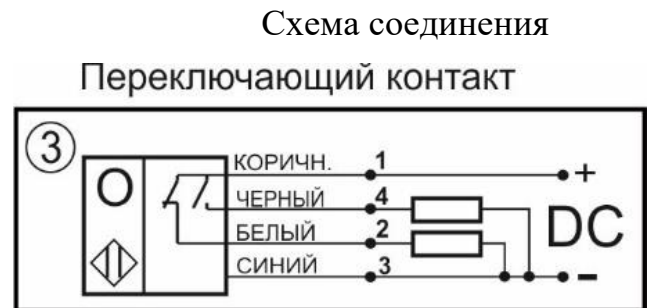 Схема соединения
Переключающий контакт
3
О
КОРИЧН. 1 +
ЧЕРНЫЙ 4
БЕЛЫЙ 2
DC
СИНИЙ 3 -